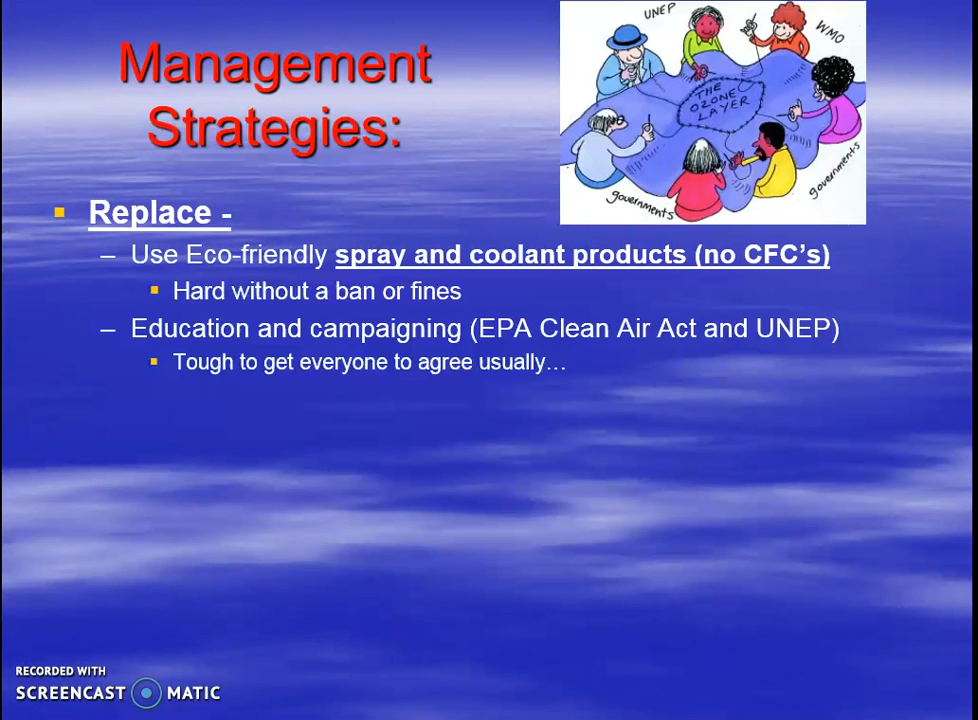 Management
Strategies:
UNEP
WMO
THE
OZONE
LAYER
governments
governments
▪ Replace -
– Use Eco-friendly spray and coolant products (no CFC’s)
▪ Hard without a ban or fines
– Education and campaigning (EPA Clean Air Act and UNEP)
▪ Tough to get everyone to agree usually…
RECORDED WITH
SCREENCAST MATIC